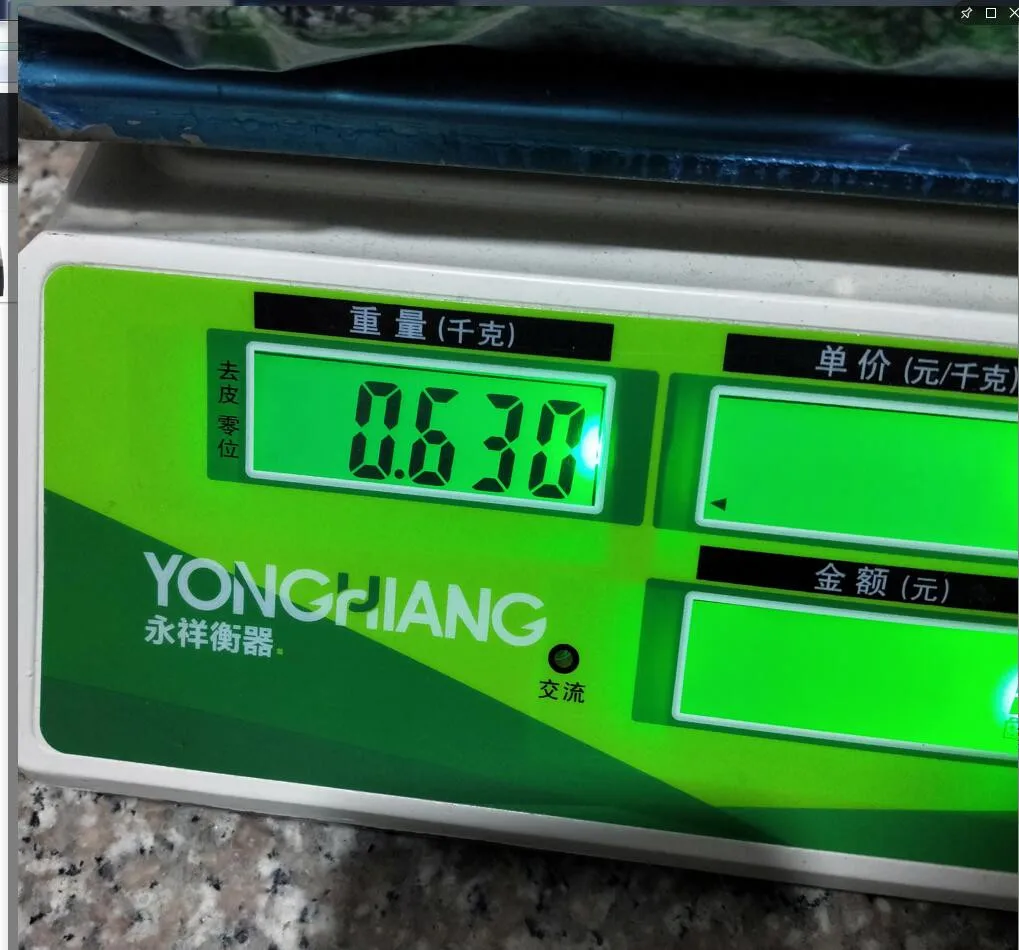 重量(千克)
单价(元/千克)
去皮
零位
0.630
金额(元)
YONGXIANG
永祥衡器
交流